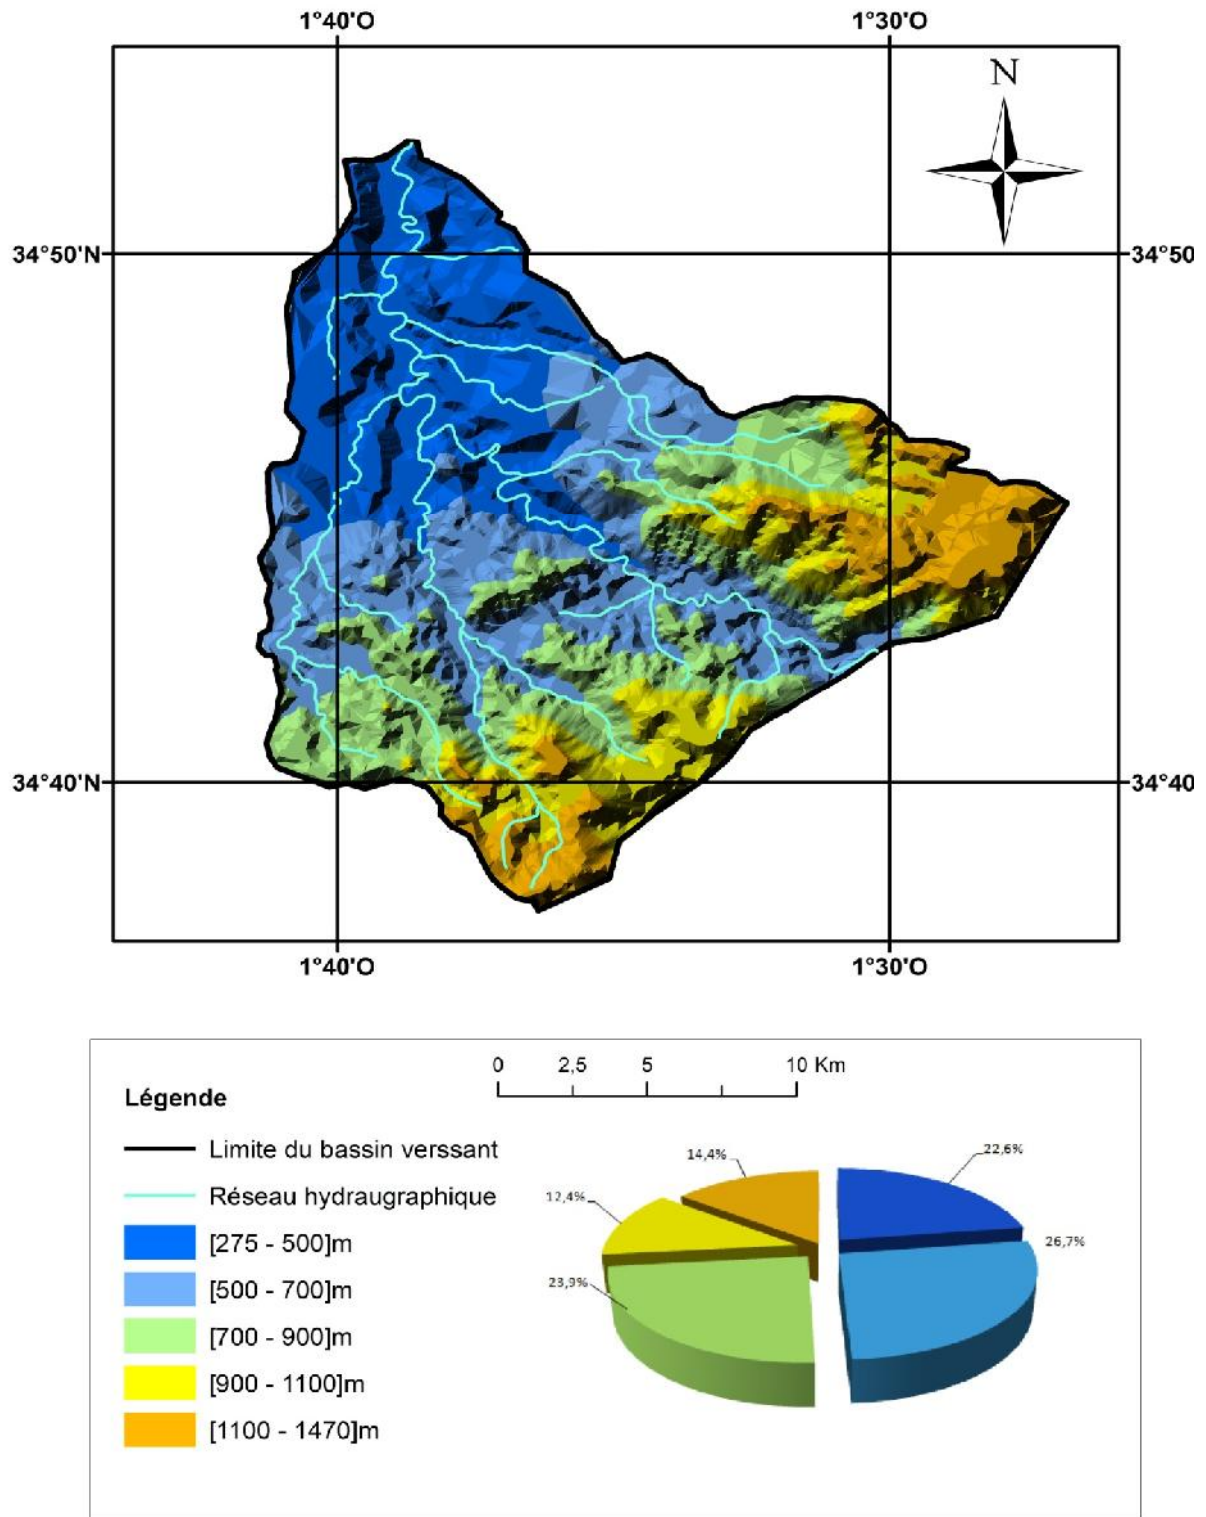 1°40'O 1°30'O
N
34°50'N 34°50
34°40'N 34°40
1°40'O 1°30'O
0 2,5 5 10 Km
Légende
Limite du bassin verssant
Réseau hydraugraphique
[275 - 500]m
[500 - 700]m
[700 - 900]m
[900 - 1100]m
[1100 - 1470]m
14,4%
22,6%
12,4%
26,7%
23,9%